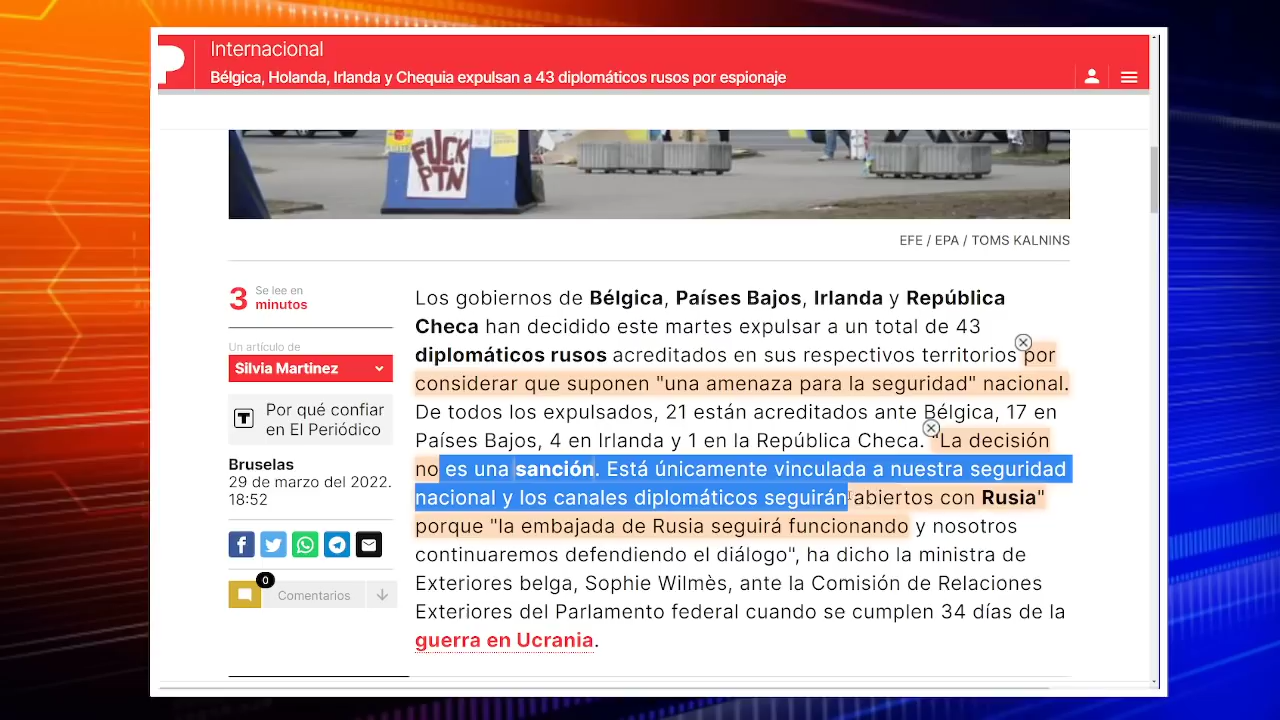 Internacional
Bélgica, Holanda, Irlanda y Chequia expulsan a 43 diplomáticos rusos por espionaje
FUCK
PTN
EFE / EPA / TOMS KALNINS
3
Se lee en
minutos
Un artículo de
Silvia Martinez
T
Por qué confiar
en El Periódico
Bruselas
29 de marzo del 2022.
18:52
0
Comentarios
Los gobiernos de Bélgica, Países Bajos, Irlanda y República
Checa han decidido este martes expulsar a un total de 43
diplomáticos rusos acreditados en sus respectivos territorios por
considerar que suponen "una amenaza para la seguridad" nacional.
De todos los expulsados, 21 están acreditados ante Bélgica, 17 en
Países Bajos, 4 en Irlanda y 1 en la República Checa. "La decisión
no es una sanción. Está únicamente vinculada a nuestra seguridad
nacional y los canales diplomáticos seguirán abiertos con Rusia"
porque "la embajada de Rusia seguirá funcionando y nosotros
continuaremos defendiendo el diálogo", ha dicho la ministra de
Exteriores belga, Sophie Wilmès, ante la Comisión de Relaciones
Exteriores del Parlamento federal cuando se cumplen 34 días de la
guerra en Ucrania.